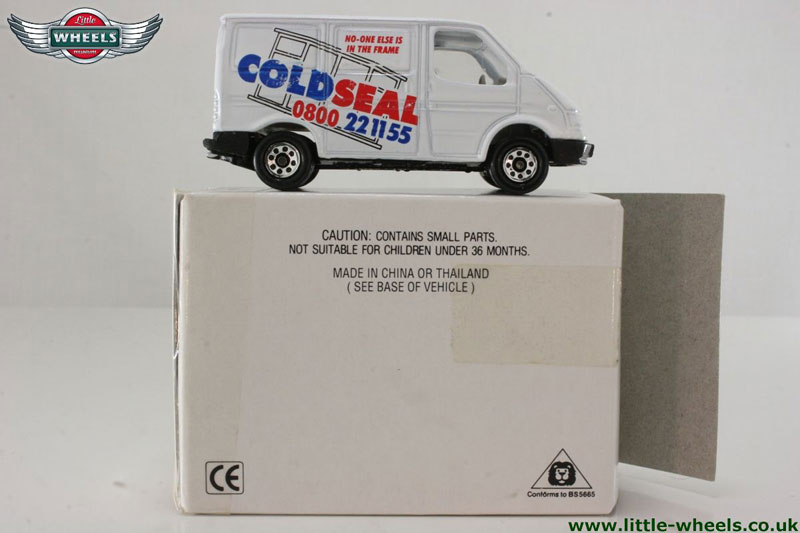 Little
WHEELS
museum
NO-ONE ELSE IS
IN THE FRAME
COLDSEAL
0800 221155
CAUTION: CONTAINS SMALL PARTS.
NOT SUITABLE FOR CHILDREN UNDER 36 MONTHS.
MADE IN CHINA OR THAILAND
( SEE BASE OF VEHICLE )
CE
Conforms to BS5665
www.little-wheels.co.uk